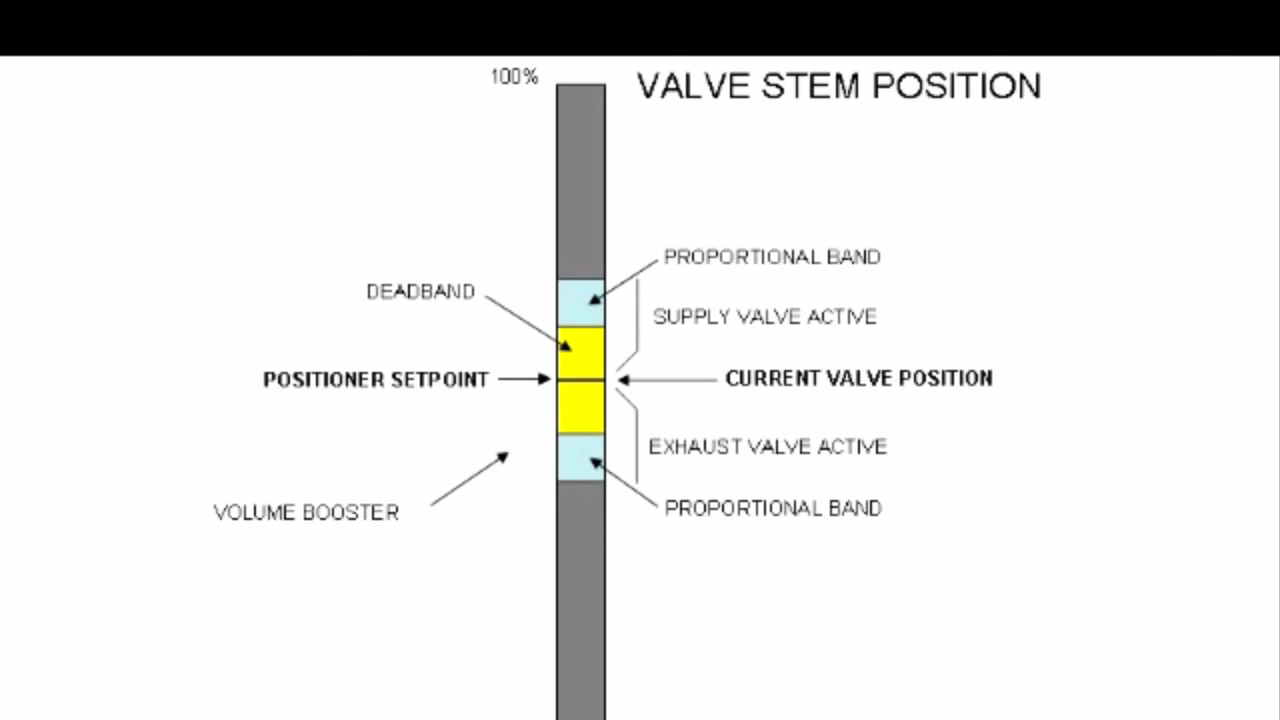 100%
VALVE STEM POSITION
PROPORTIONAL BAND
DEADBAND
SUPPLY VALVE ACTIVE
POSITIONER SETPOINT
CURRENT VALVE POSITION
EXHAUST VALVE ACTIVE
VOLUME BOOSTER
PROPORTIONAL BAND